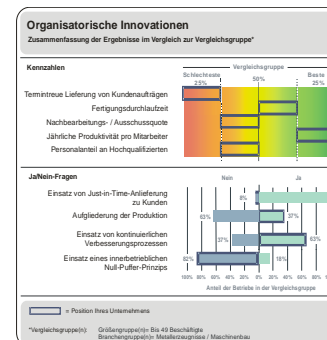 Organisatorische Innovationen
Zusammenfassung der Ergebnisse im Vergleich zur Vergleichsgruppe*
Kennzahlen
Vergleichsgruppe
Schlechteste 25%
50%
Beste 25%
Termintreue Lieferung von Kundenaufträgen
Fertigungsdurchlaufzeit
Nachbearbeitungs- / Ausschussquote
Jährliche Produktivität pro Mitarbeiter
Personalanteil an Hochqualifizierten
Ja/Nein-Fragen
Nein
Ja
Einsatz von Just-in-Time-Anlieferung
zu Kunden
8%
Aufgliederung der Produktion
63%
37%
Einsatz von kontinuierlichen
Verbesserungsprozessen
37%
63%
Einsatz eines innerbetrieblichen
Null-Puffer-Prinzips
82%
18%
100% 80% 60% 40% 20% 0% 20% 40% 60% 80%
Anteil der Betriebe in der Vergleichsgruppe
= Position Ihres Unternehmens
*Vergleichsgruppe(n): Größengruppe(n)= Bis 49 Beschäftigte
Branchengruppe(n)= Metallerzeugnisse / Maschinenbau